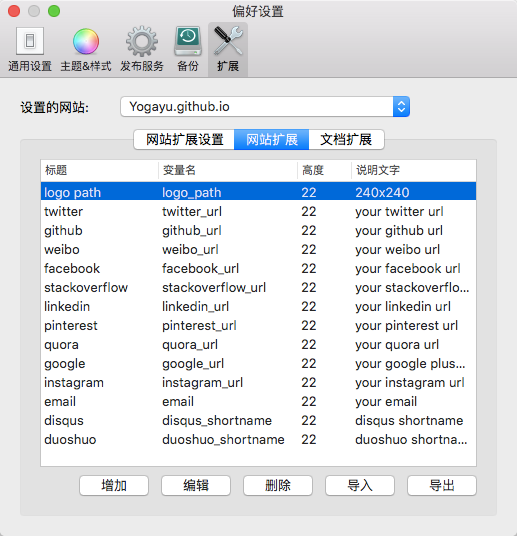 偏好设置
通用设置 主题&样式 发布服务 备份 扩展
设置的网站: Yogayu.github.io
网站扩展设置 网站扩展 文档扩展
标题 变量名 高度 说明文字
logo path logo_path 22 240x240
twitter twitter_url 22 your twitter url
github github_url 22 your github url
weibo weibo_url 22 your weibo url
facebook facebook_url 22 your facebook url
stackoverflow stackoverflow_url 22 your stackoverflo...
linkedin linkedin_url 22 your linkedin url
pinterest pinterest_url 22 your pinterest url
quora quora_url 22 your quora url
google google_url 22 your google plus...
instagram instagram_url 22 your instagram url
email email 22 your email
disqus disqus_shortname 22 disqus shortname
duoshuo duoshuo_shortname 22 duoshuo shortna...
增加 编辑 删除 导入 导出